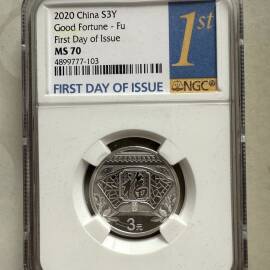 2020 China S3Y
Good Fortune - Fu
First Day of Issue
MS 70
4899777-103
1st
FIRST DAY OF ISSUE
NGC
福
3元